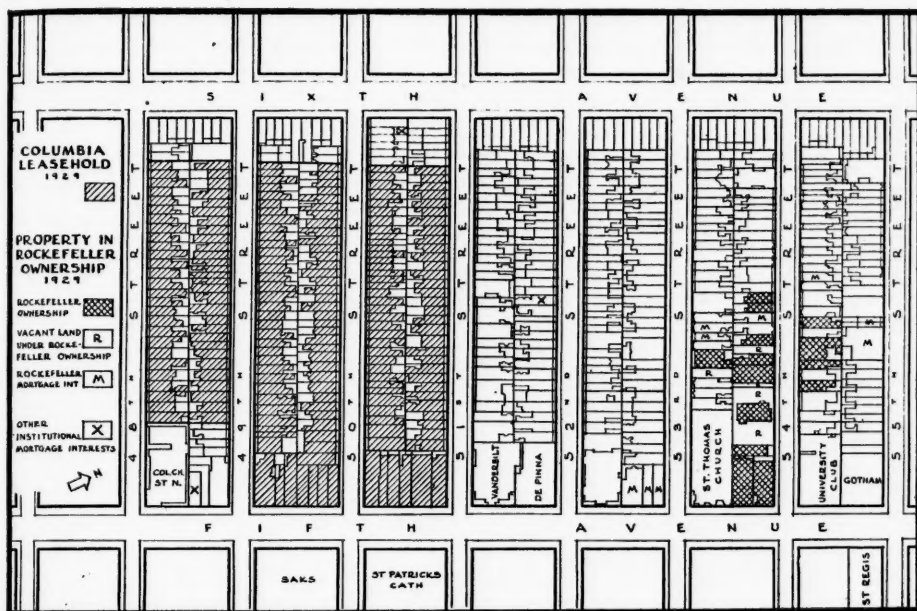 SIXTH AVENUE
COLUMBIA
LEASEHOLD
1929
PROPERTY IN
ROCKEFELLER
OWNERSHIP
1929
ROCKEFELLER
OWNERSHIP
VACANT LAND
UNDER ROCKE-
FELLER OWNERSHIP
R
ROCKEFELLER
MORTGAGE INT
M
OTHER
INSTITUTIONAL
MORTGAGE INTERESTS
X
N
48TH STREET
49TH STREET
50TH STREET
51ST STREET
52ND STREET
53RD STREET
54TH STREET
55TH STREET
X
X
M
M
M
R
M
R
R
R
M
M
M
M
M
M
COL.CH.
ST N.
X
VANDERBILT
DE PINNA
M M M
ST. THOMAS
CHURCH
UNIVERSITY
CLUB
GOTHAM
FIFTH AVENUE
SAKS
ST PATRICKS
CATH
ST REGIS